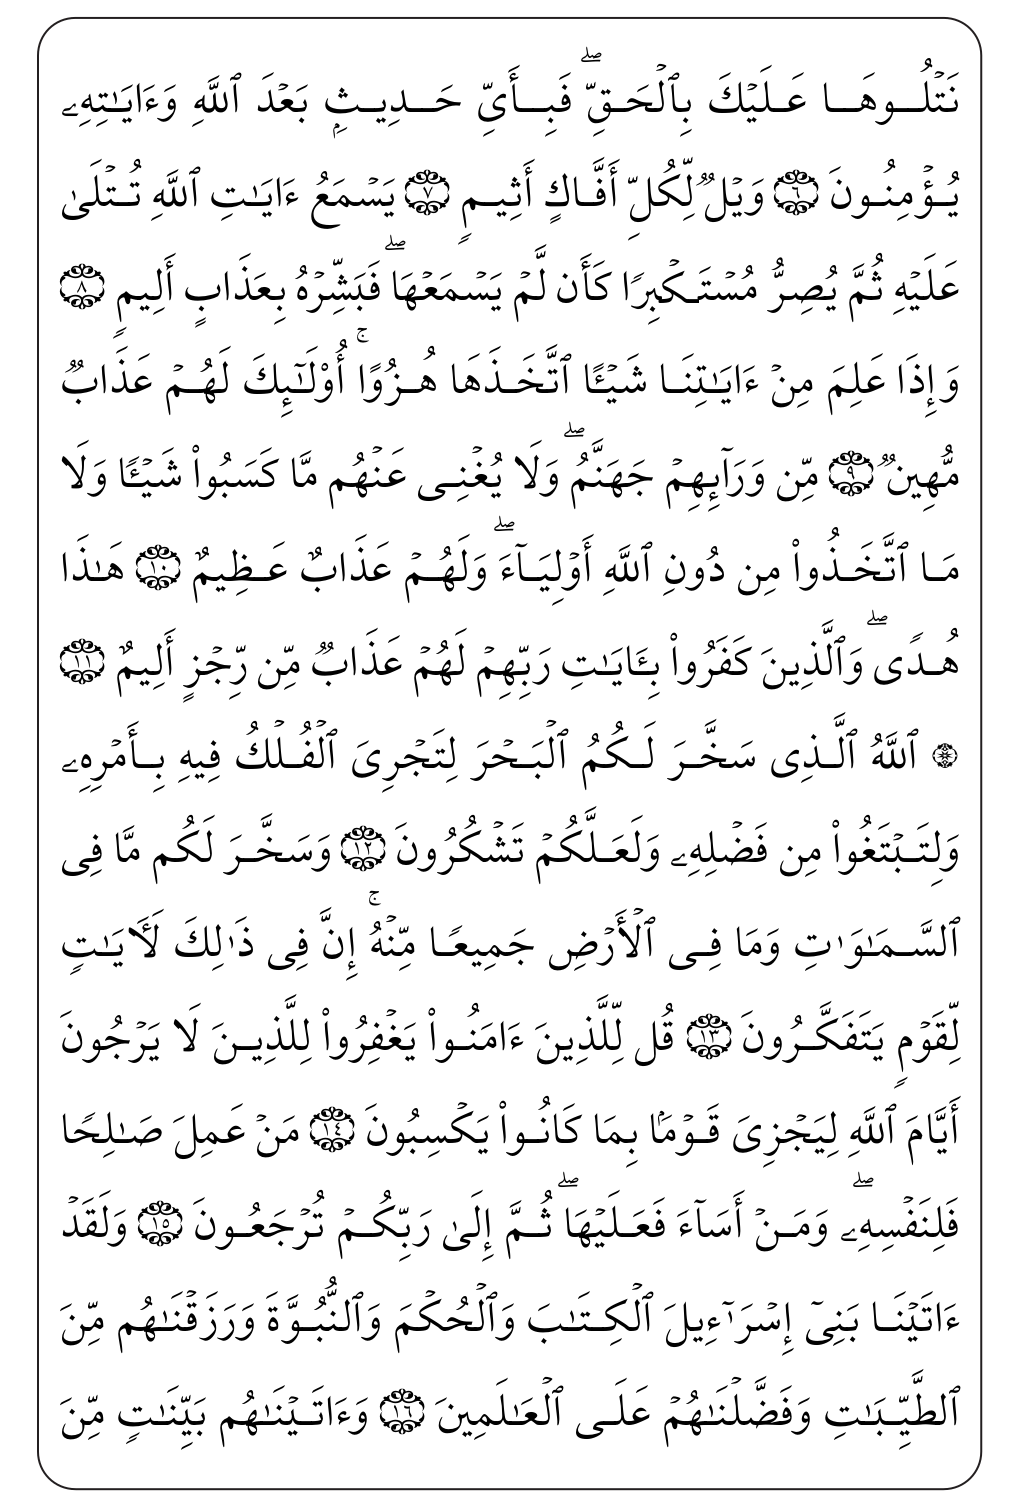 نَتۡلُوهَا عَلَيۡكَ بِٱلۡحَقِّۖ فَبِأَيِّ حَدِيثِۭ بَعۡدَ ٱللَّهِ وَءَايَٰتِهِۦ
يُؤۡمِنُونَ ٦ وَيۡلٞ لِّكُلِّ أَفَّاكٍ أَثِيمٖ ٧ يَسۡمَعُ ءَايَٰتِ ٱللَّهِ تُتۡلَىٰ
عَلَيۡهِ ثُمَّ يُصِرُّ مُسۡتَكۡبِرٗا كَأَن لَّمۡ يَسۡمَعۡهَاۖ فَبَشِّرۡهُ بِعَذَابٍ أَلِيمٖ ٨
وَإِذَا عَلِمَ مِنۡ ءَايَٰتِنَا شَيۡـًٔا ٱتَّخَذَهَا هُزُوًاۚ أُوْلَٰٓئِكَ لَهُمۡ عَذَابٞ
مُّهِينٞ ٩ مِّن وَرَآئِهِمۡ جَهَنَّمُۖ وَلَا يُغۡنِي عَنۡهُم مَّا كَسَبُواْ شَيۡـٔٗا وَلَا
مَا ٱتَّخَذُواْ مِن دُونِ ٱللَّهِ أَوۡلِيَآءَۖ وَلَهُمۡ عَذَابٌ عَظِيمٌ ١٠ هَٰذَا
هُدٗىۖ وَٱلَّذِينَ كَفَرُواْ بِـَٔايَٰتِ رَبِّهِمۡ لَهُمۡ عَذَابٞ مِّن رِّجۡزٍ أَلِيمٌ ١١
۞ ٱللَّهُ ٱلَّذِي سَخَّرَ لَكُمُ ٱلۡبَحۡرَ لِتَجۡرِيَ ٱلۡفُلۡكُ فِيهِ بِأَمۡرِهِۦ
وَلِتَبۡتَغُواْ مِن فَضۡلِهِۦ وَلَعَلَّكُمۡ تَشۡكُرُونَ ١٢ وَسَخَّرَ لَكُم مَّا فِي
ٱلسَّمَٰوَٰتِ وَمَا فِي ٱلۡأَرۡضِ جَمِيعٗا مِّنۡهُۚ إِنَّ فِي ذَٰلِكَ لَأٓيَٰتٖ
لِّقَوۡمٖ يَتَفَكَّرُونَ ١٣ قُل لِّلَّذِينَ ءَامَنُواْ يَغۡفِرُواْ لِلَّذِينَ لَا يَرۡجُونَ
أَيَّامَ ٱللَّهِ لِيَجۡزِيَ قَوۡمَۢا بِمَا كَانُواْ يَكۡسِبُونَ ١٤ مَنۡ عَمِلَ صَٰلِحٗا
فَلِنَفۡسِهِۦۖ وَمَنۡ أَسَآءَ فَعَلَيۡهَاۖ ثُمَّ إِلَىٰ رَبِّكُمۡ تُرۡجَعُونَ ١٥ وَلَقَدۡ
ءَاتَيۡنَا بَنِيٓ إِسۡرَٰٓءِيلَ ٱلۡكِتَٰبَ وَٱلۡحُكۡمَ وَٱلنُّبُوَّةَ وَرَزَقۡنَٰهُم مِّنَ
ٱلطَّيِّبَٰتِ وَفَضَّلۡنَٰهُمۡ عَلَى ٱلۡعَٰلَمِينَ ١٦ وَءَاتَيۡنَٰهُم بَيِّنَٰتٖ مِّنَ